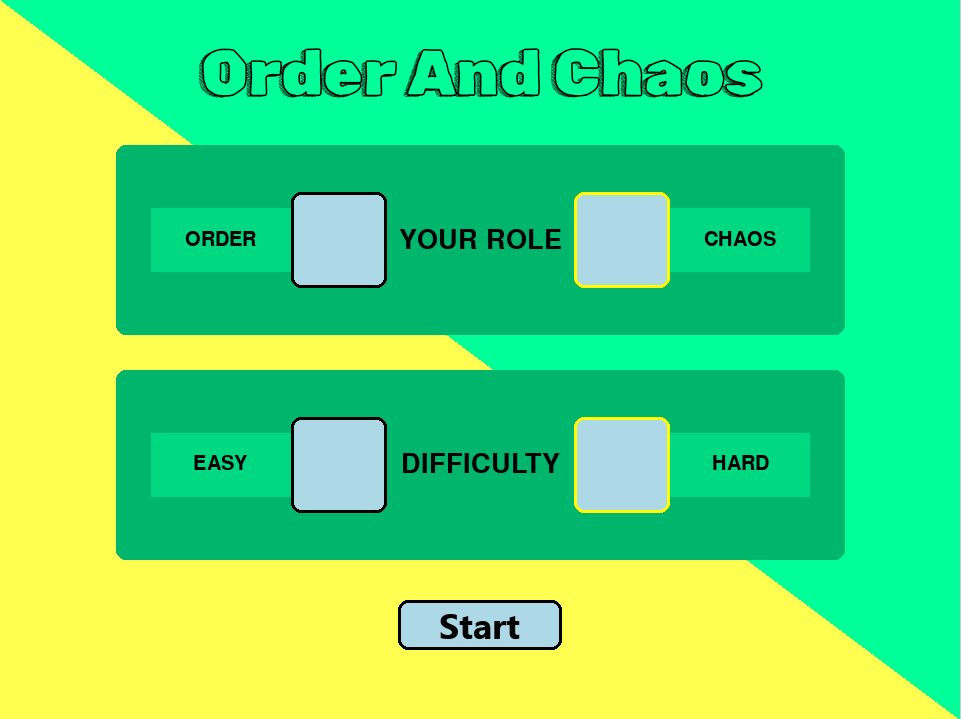 Order And Chaos
ORDER YOUR ROLE CHAOS
EASY DIFFICULTY HARD
Start